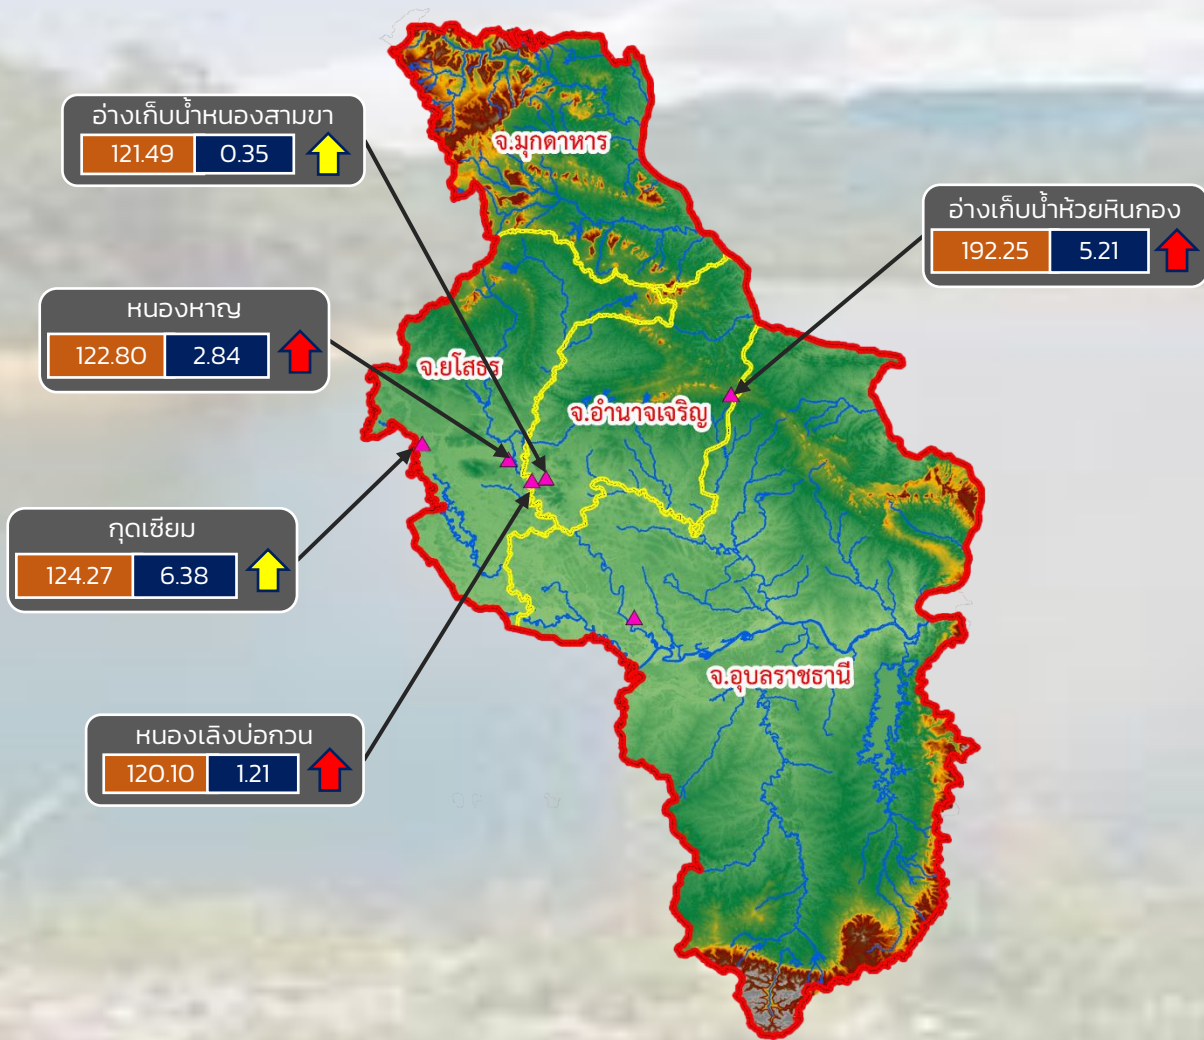 อ่างเก็บน้ำหนองสามขา
121.49 0.35
จ.มุกดาหาร
อ่างเก็บน้ำห้วยหินกอง
192.25 5.21
หนองหาญ
122.80 2.84
จ.ยโสธร
จ.อำนาจเจริญ
กุดเซียม
124.27 6.38
จ.อุบลราชธานี
หนองเลิงบ่อกวน
120.10 1.21